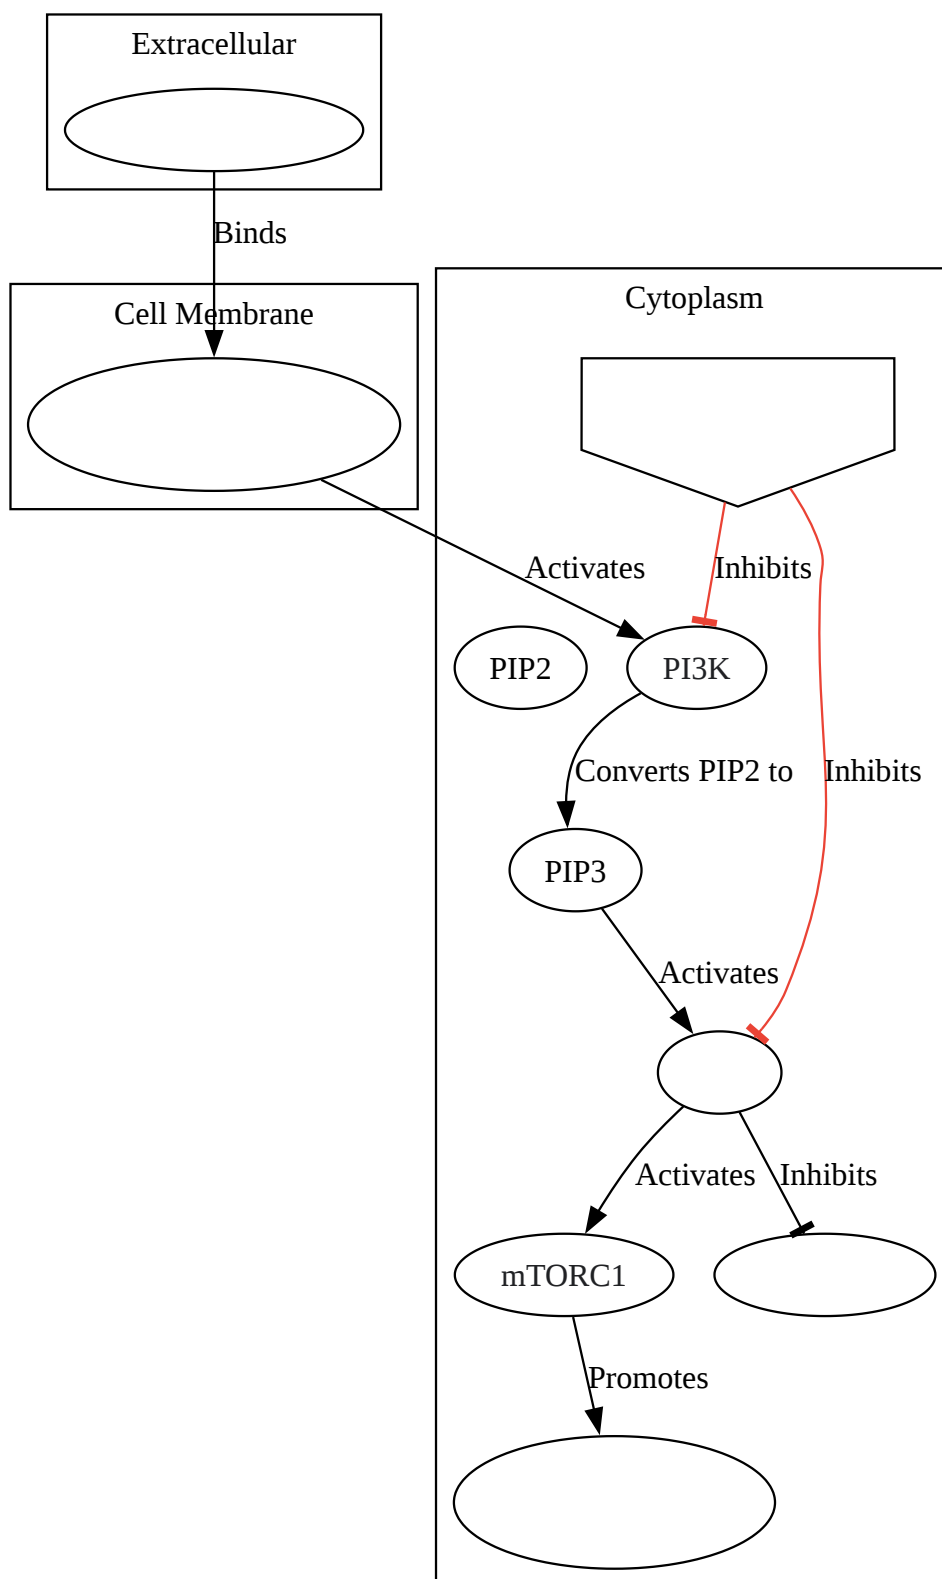 Extracellular
Binds
Cell Membrane
Cytoplasm
Activates
Inhibits
PIP2
PI3K
Converts PIP2 to
Inhibits
PIP3
Activates
Activates
Inhibits
mTORC1
Promotes